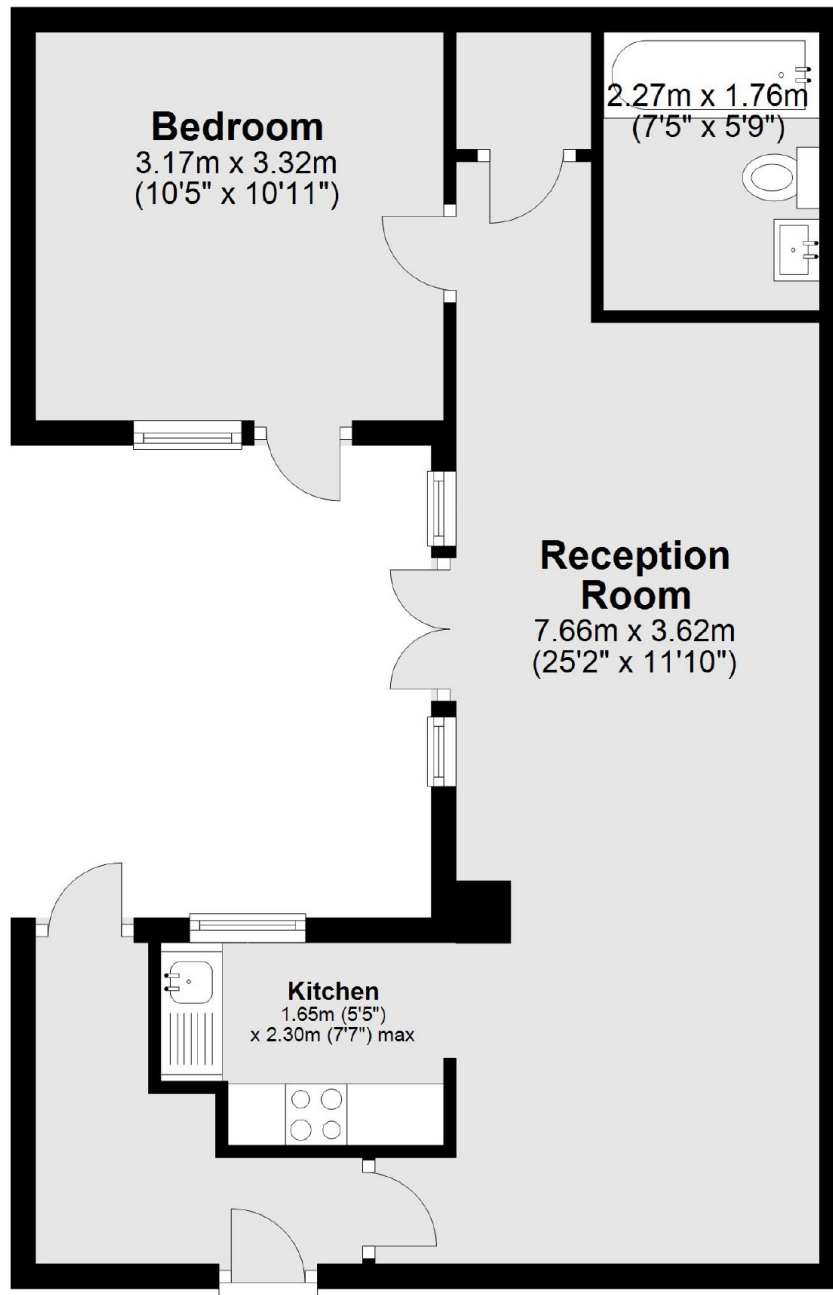 Bedroom
3.17m x 3.32m
(10'5" x 10'11")
2.27m x 1.76m
(7'5" x 5'9")
Reception
Room
7.66m x 3.62m
(25'2" x 11'10")
Kitchen
1.65m (5'5")
x 2.30m (7'7") max